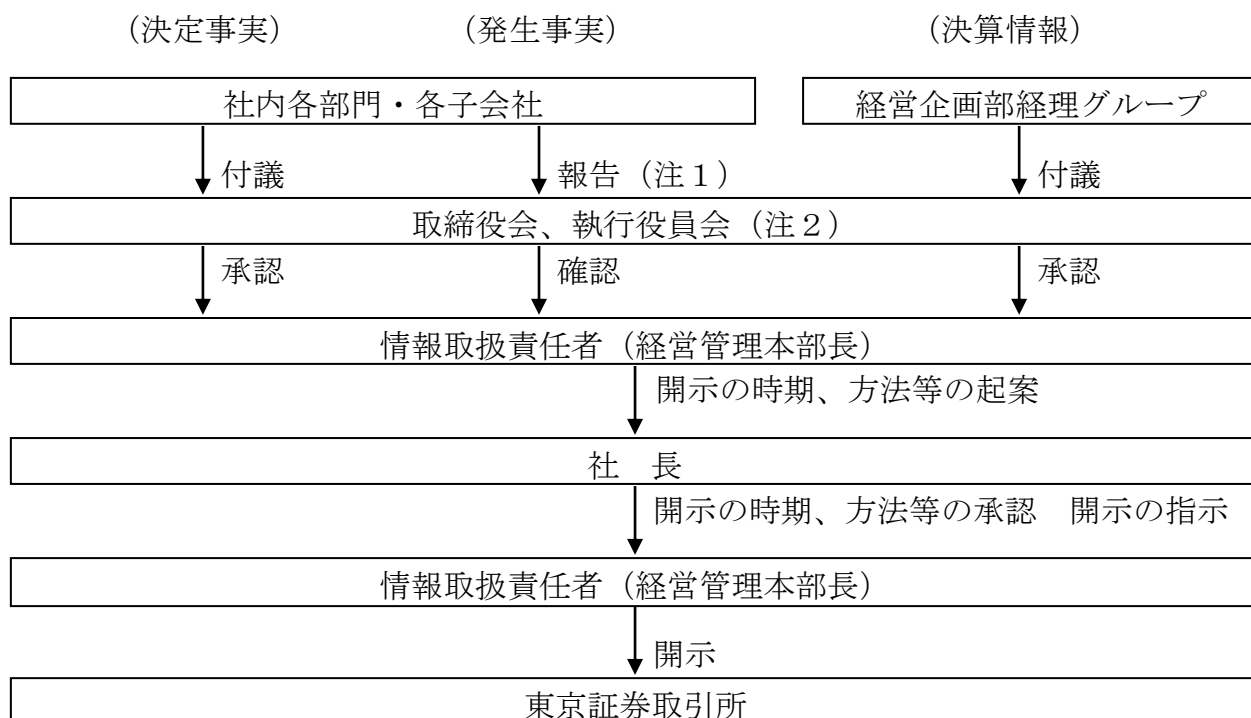 （決定事実） （発生事実） （決算情報）
社内各部門・各子会社 経営企画部経理グループ
付議 報告（注１） 付議
取締役会、執行役員会（注２）
承認 確認 承認
情報取扱責任者（経営管理本部長）
開示の時期、方法等の起案
社　長
開示の時期、方法等の承認　開示の指示
情報取扱責任者（経営管理本部長）
開示
東京証券取引所